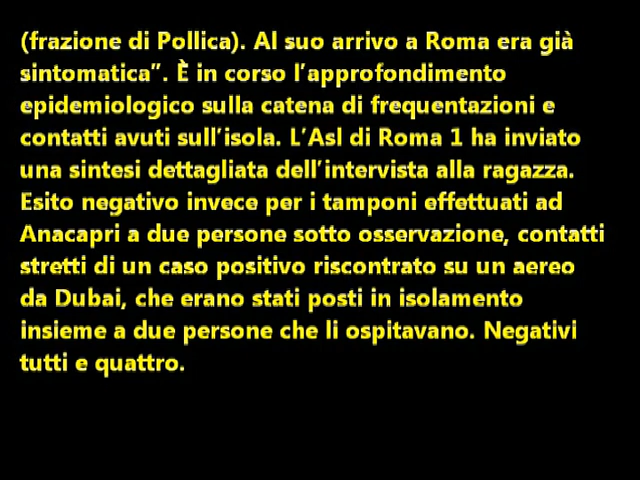 (frazione di Pollica). Al suo arrivo a Roma era già
sintomatica”. È in corso l’approfondimento
epidemiologico sulla catena di frequentazioni e
contatti avuti sull’isola. L’Asl di Roma 1 ha inviato
una sintesi dettagliata dell’intervista alla ragazza.
Esito negativo invece per i tamponi effettuati ad
Anacapri a due persone sotto osservazione, contatti
stretti di un caso positivo riscontrato su un aereo
da Dubai, che erano stati posti in isolamento
insieme a due persone che li ospitavano. Negativi
tutti e quattro.